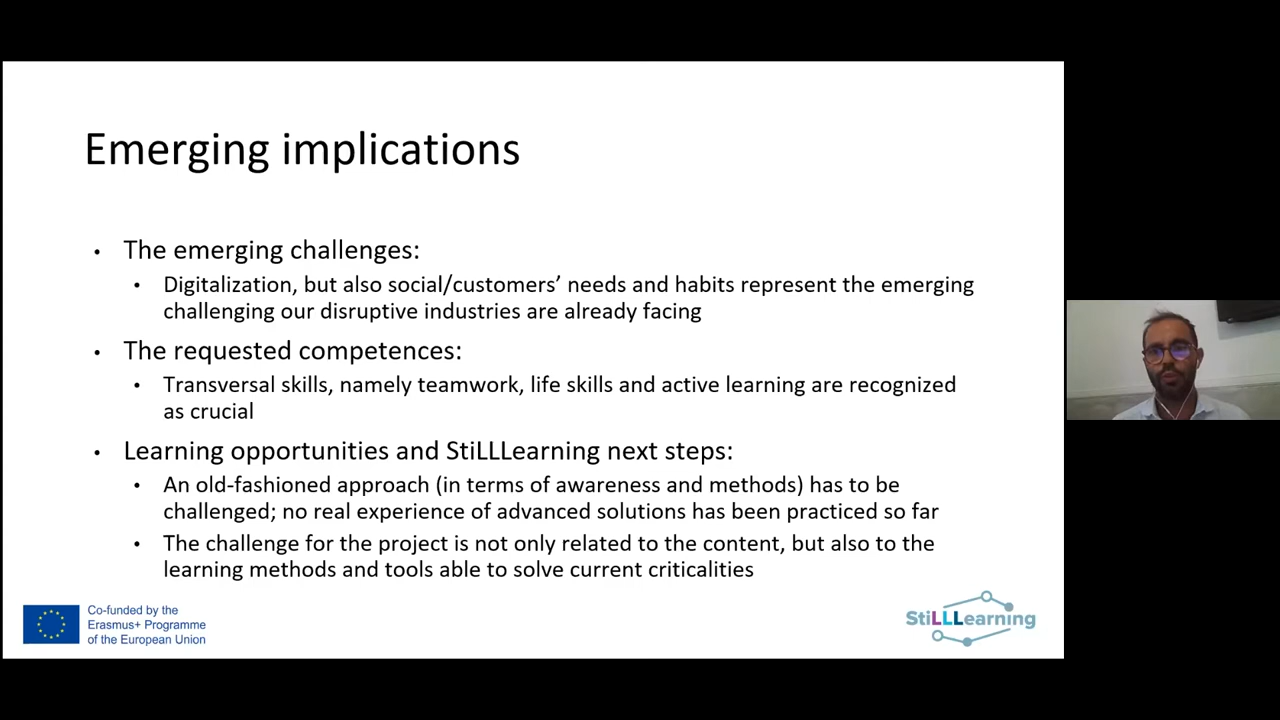 Emerging implications
• The emerging challenges:
• Digitalization, but also social/customers’ needs and habits represent the emerging
challenging our disruptive industries are already facing
• The requested competences:
• Transversal skills, namely teamwork, life skills and active learning are recognized
as crucial
• Learning opportunities and StiLLLearning next steps:
• An old-fashioned approach (in terms of awareness and methods) has to be
challenged; no real experience of advanced solutions has been practiced so far
• The challenge for the project is not only related to the content, but also to the
learning methods and tools able to solve current criticalities
Co-funded by the
Erasmus+ Programme
of the European Union
StiLLLearning